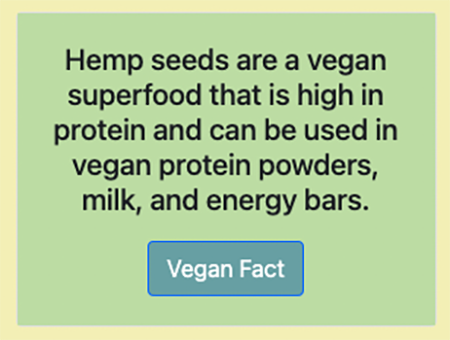 Hemp seeds are a vegan
superfood that is high in
protein and can be used in
vegan protein powders,
milk, and energy bars.
Vegan Fact